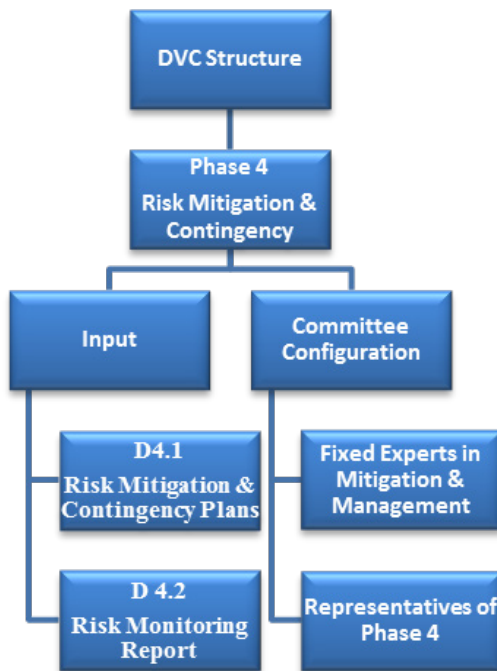 DVC Structure
Phase 4
Risk Mitigation &
Contingency
Input
Committee
Configuration
D4.1
Risk Mitigation &
Contingency Plans
Fixed Experts in
Mitigation &
Management
D 4.2
Risk Monitoring
Report
Representatives of
Phase 4